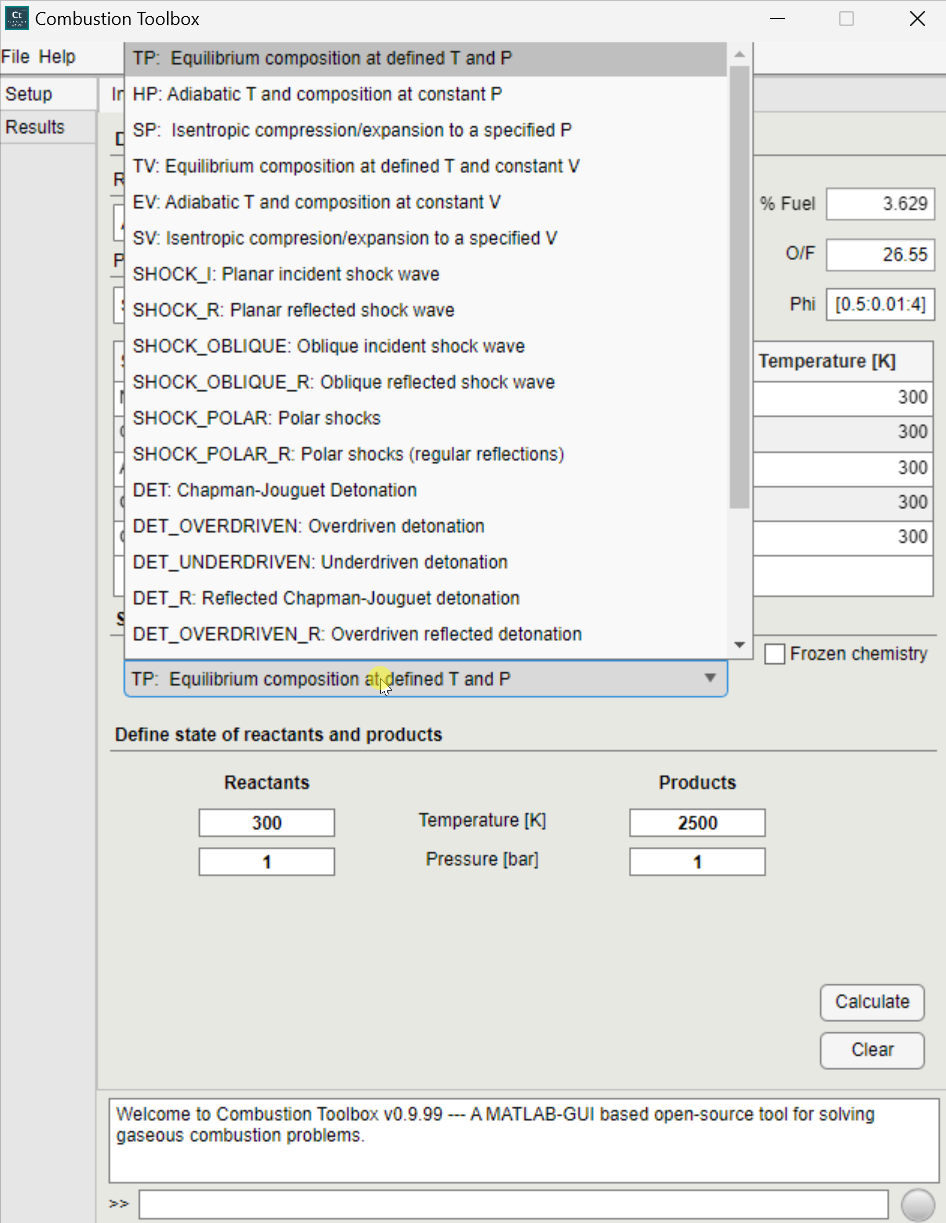 Ct
Combustion Toolbox
File Help
Setup
Results
TP: Equilibrium composition at defined T and P
HP: Adiabatic T and composition at constant P
SP: Isentropic compression/expansion to a specified P
TV: Equilibrium composition at defined T and constant V
EV: Adiabatic T and composition at constant V
SV: Isentropic compresion/expansion to a specified V
SHOCK_I: Planar incident shock wave
SHOCK_R: Planar reflected shock wave
SHOCK_OBLIQUE: Oblique incident shock wave
SHOCK_OBLIQUE_R: Oblique reflected shock wave
SHOCK_POLAR: Polar shocks
SHOCK_POLAR_R: Polar shocks (regular reflections)
DET: Chapman-Jouguet Detonation
DET_OVERDRIVEN: Overdriven detonation
DET_UNDERDRIVEN: Underdriven detonation
DET_R: Reflected Chapman-Jouguet detonation
DET_OVERDRIVEN_R: Overdriven reflected detonation
% Fuel 3.629
O/F 26.55
Phi [0.5:0.01:4]
Temperature [K]
300
300
300
300
300
Frozen chemistry
TP: Equilibrium composition at defined T and P
Define state of reactants and products
Reactants Products
300 Temperature [K] 2500
1 Pressure [bar] 1
Calculate
Clear
Welcome to Combustion Toolbox v0.9.99 --- A MATLAB-GUI based open-source tool for solving
gaseous combustion problems.
>>